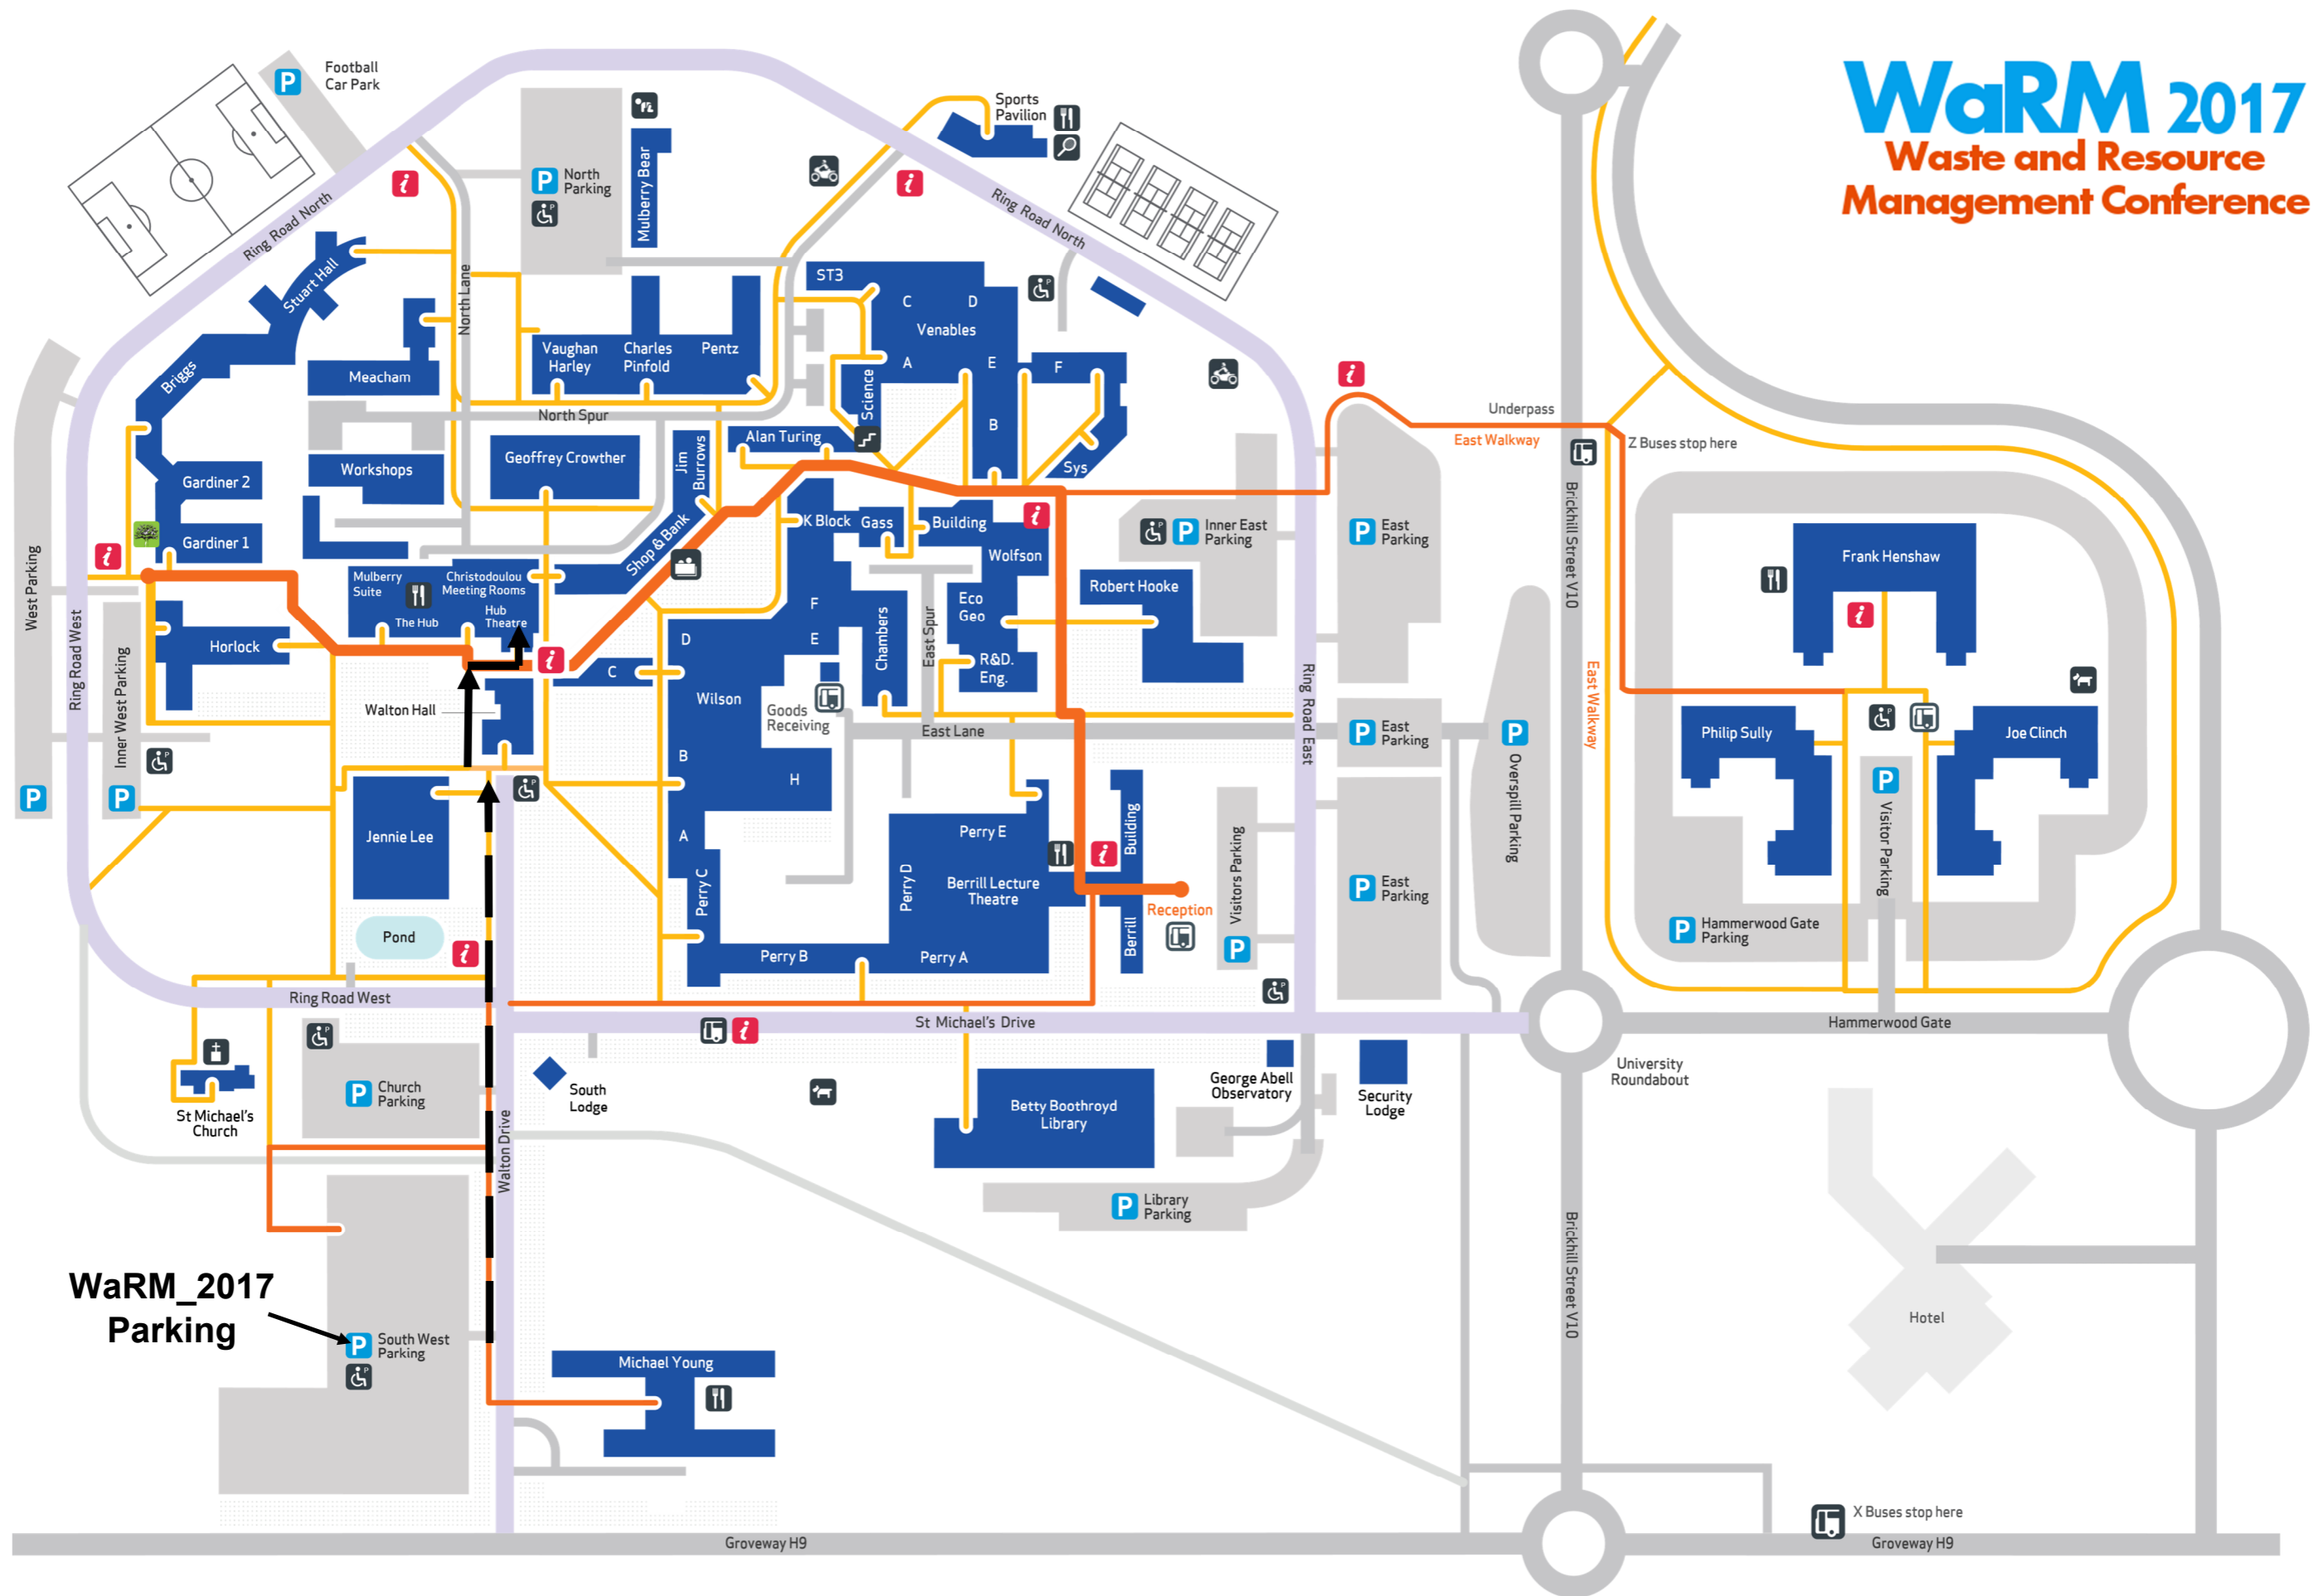 WaRM 2017
Waste and Resource
Management Conference
Football
Car Park
P
Ring Road North
North
Parking
P
Mulberry Bear
Sports
Pavilion
Ring Road North
Stuart Hall
North Lane
ST3
C
D
Venables
A
E
F
Science
B
Sys
Briggs
Meacham
Vaughan
Harley
Charles
Pinfold
Pentz
North Spur
Alan Turing
Workshops
Geoffrey Crowther
Jim
Burrows
Gardiner 2
Gardiner 1
Underpass
East Walkway
Z Buses stop here
K Block
Gass
Building
Wolfson
P
Inner East
Parking
P
East
Parking
Brickhill Street V10
Frank Henshaw
West Parking
Ring Road West
Inner West Parking
Mulberry
Suite
Christodoulou
Meeting Rooms
Hub
Theatre
The Hub
Shop & Bank
Robert Hooke
Horlock
Eco
Geo
R&D.
Eng.
Chambers
East Spur
F
E
D
C
Wilson
Walton Hall
Goods
Receiving
East Lane
Ring Road East
P
East
Parking
P
Overspill Parking
East Walkway
Philip Sully
Joe Clinch
P
Visitor Parking
P
P
B
H
A
Jennie Lee
Perry C
Perry D
Perry E
Berrill Lecture
Theatre
Building
Berrill
Reception
Visitors Parking
P
P
East
Parking
P
Hammerwood Gate
Parking
Pond
Perry B
Perry A
Ring Road West
St Michael's Drive
Hammerwood Gate
University
Roundabout
St Michael's
Church
P
Church
Parking
South
Lodge
Walton Drive
Betty Boothroyd
Library
George Abell
Observatory
Security
Lodge
P
Library
Parking
Brickhill Street V10
Hotel
WaRM_2017
Parking
P
South West
Parking
Michael Young
X Buses stop here
Groveway H9
Groveway H9